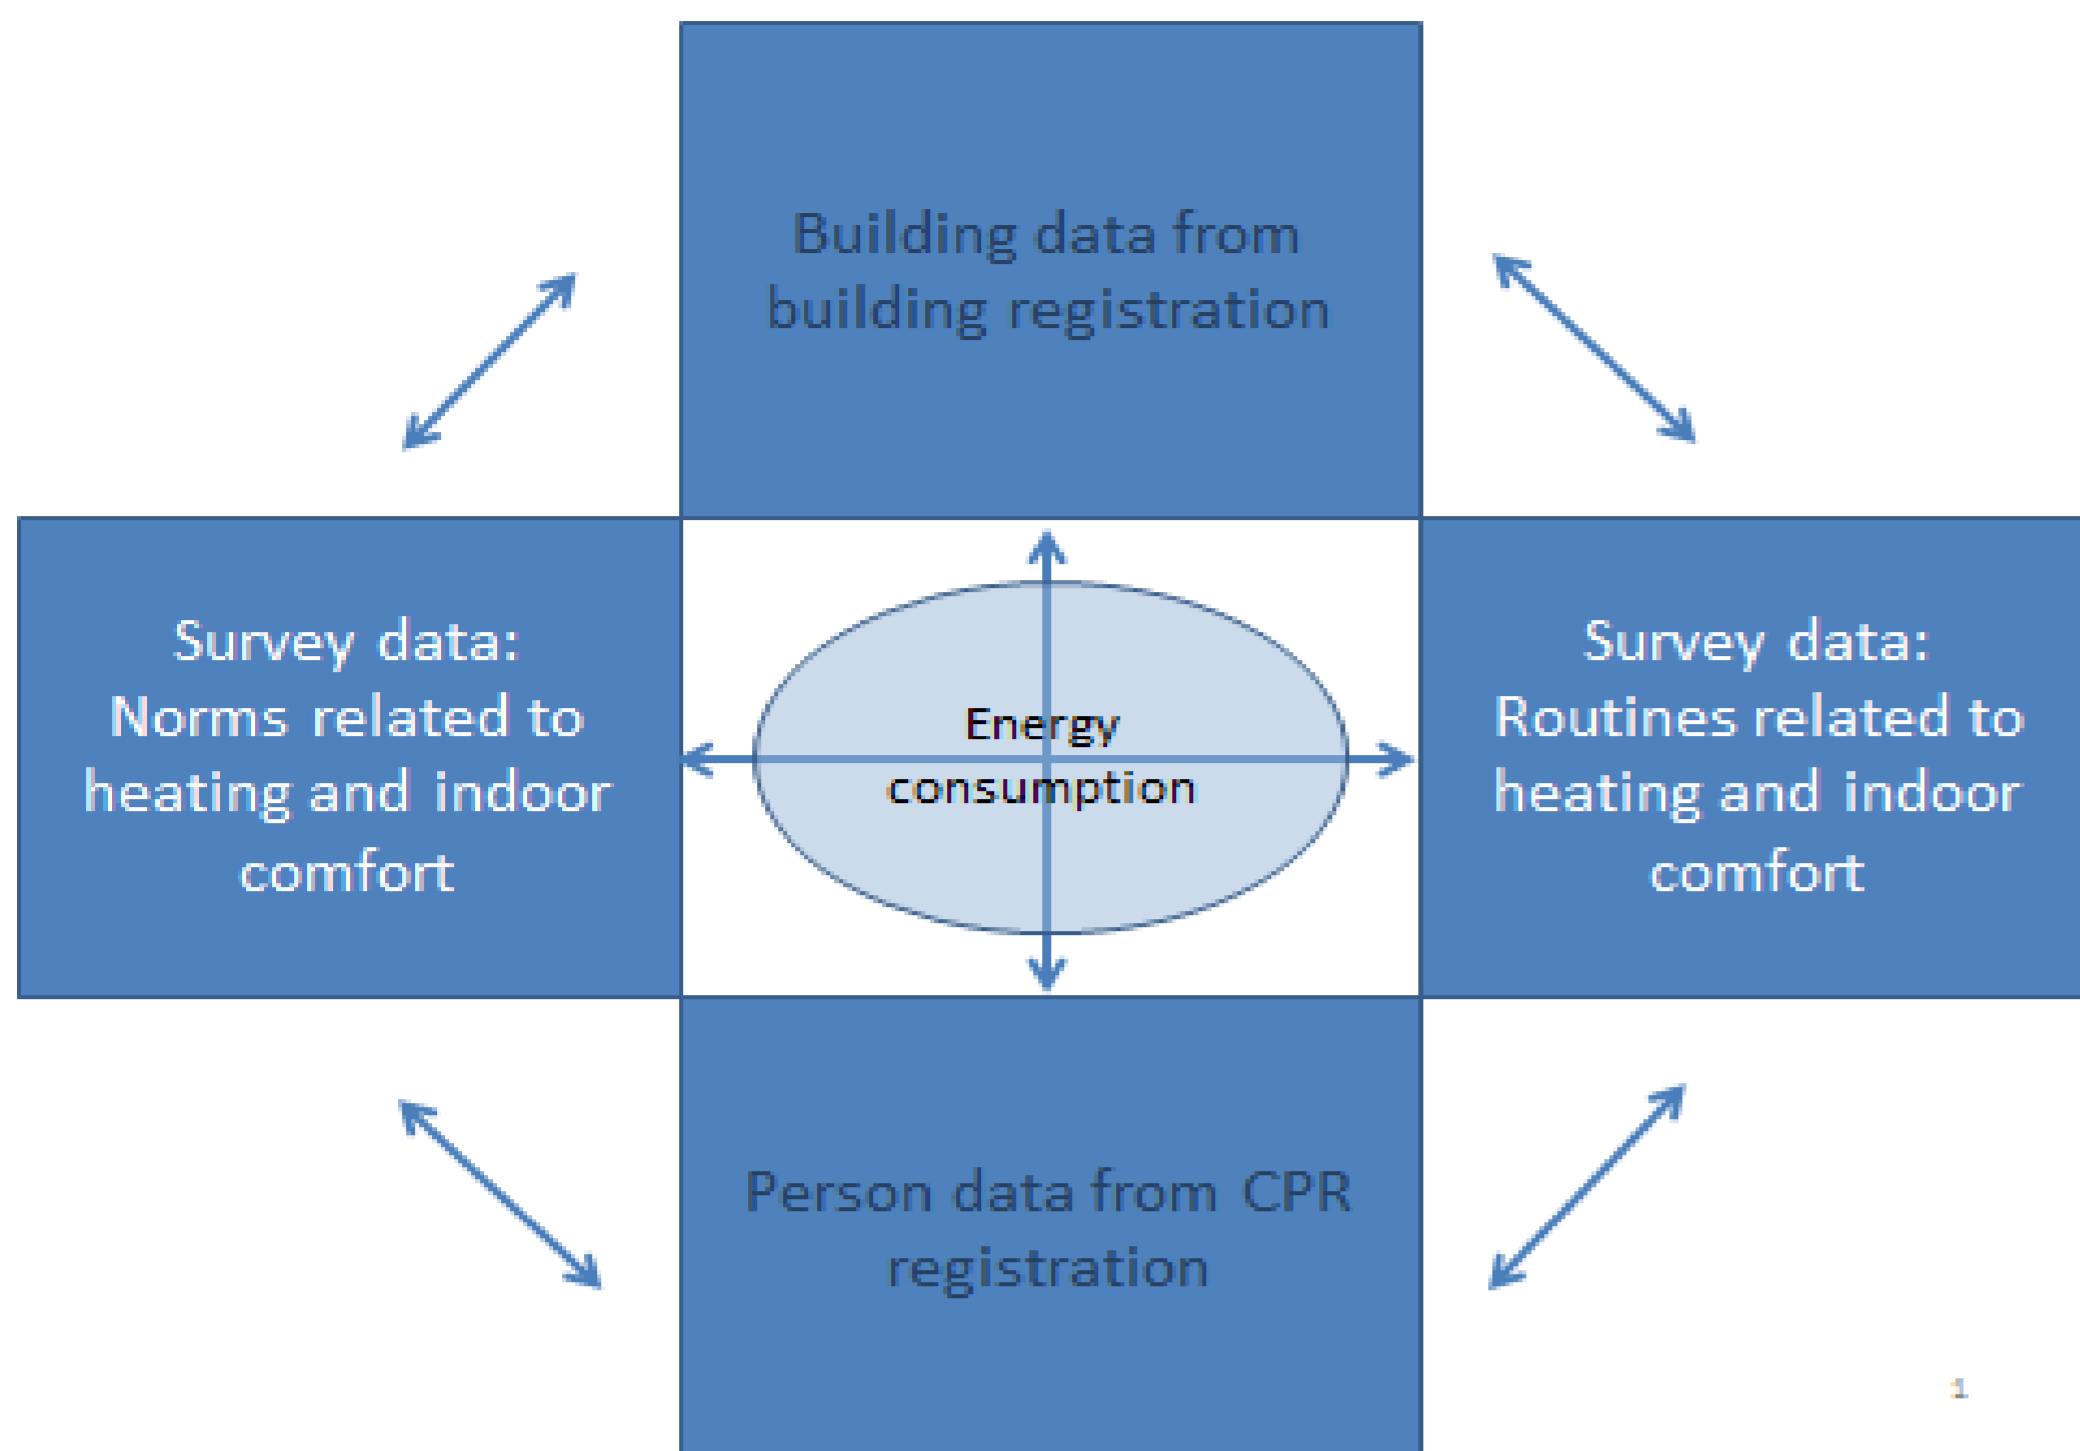 Building data from
building registration
Survey data:
Norms related to
heating and indoor
comfort
Energy
consumption
Survey data:
Routines related to
heating and indoor
comfort
Person data from CPR
registration
1